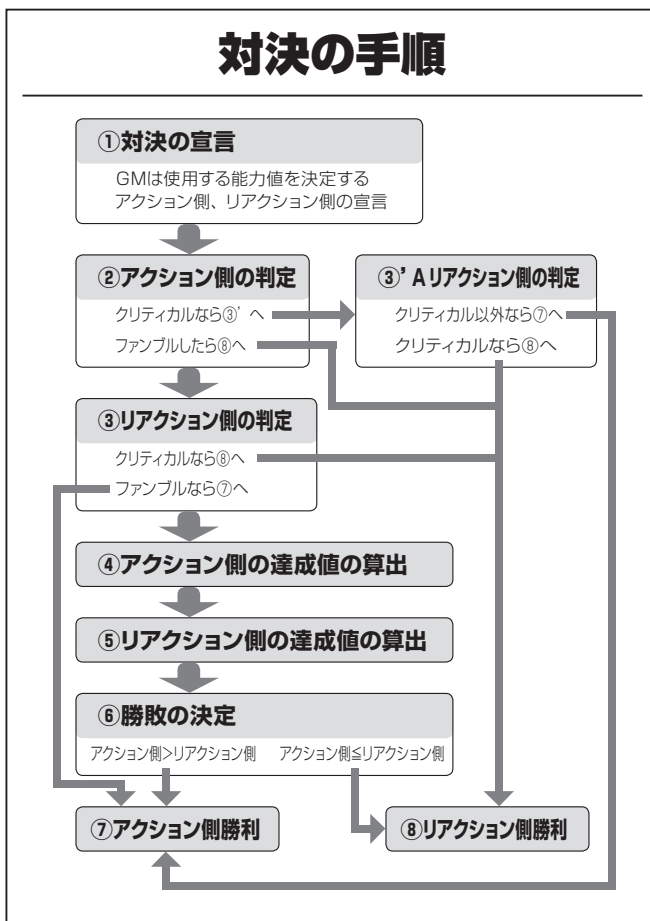 対決の手順
①対決の宣言
GMは使用する能力値を決定する
アクション側、リアクション側の宣言
②アクション側の判定
クリティカルなら③’へ
ファンブルしたら⑧へ
③’Aリアクション側の判定
クリティカル以外なら⑦へ
クリティカルなら⑧へ
③リアクション側の判定
クリティカルなら⑧へ
ファンブルなら⑦へ
④アクション側の達成値の算出
⑤リアクション側の達成値の算出
⑥勝敗の決定
アクション側>リアクション側
アクション側≦リアクション側
⑦アクション側勝利
⑧リアクション側勝利